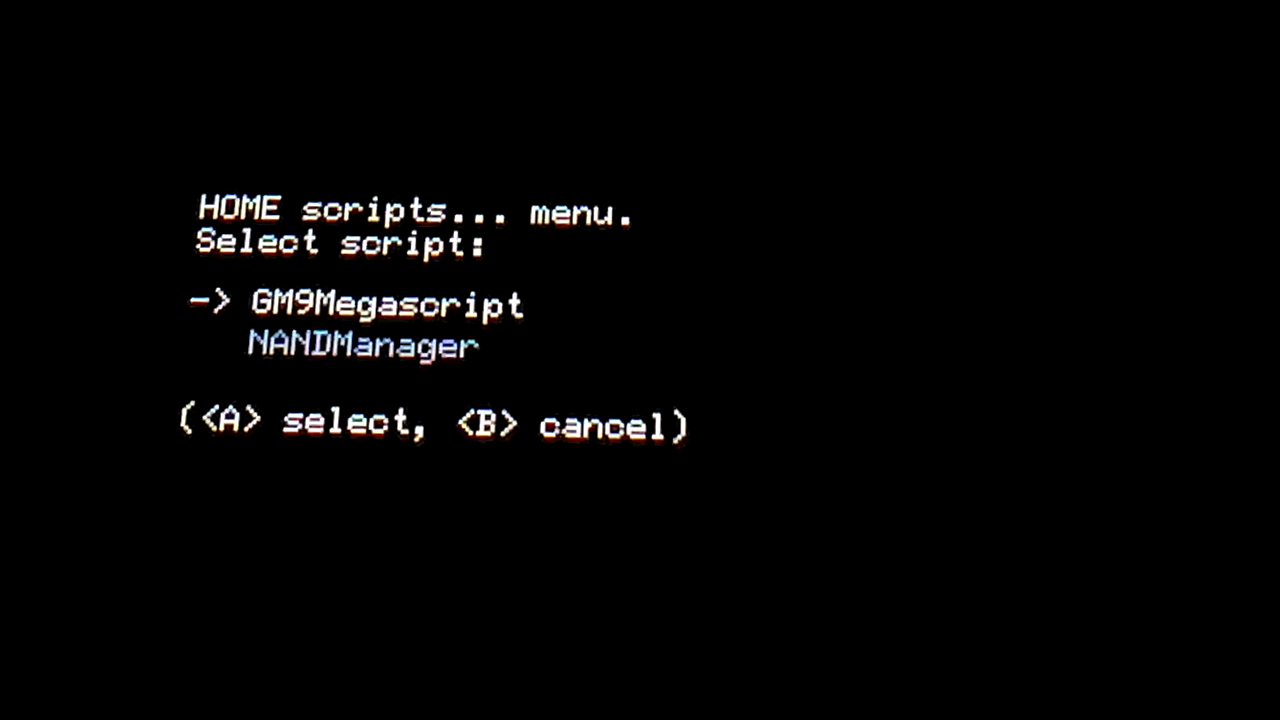 HOME scripts... menu.
Select script:
-> GM9Megascript
NANDManager
(<A> select, <B> cancel)